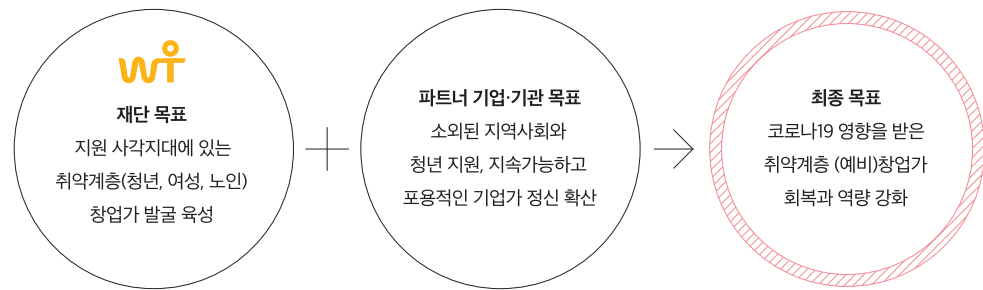 재단 목표
지원 사각지대에 있는
취약계층(청년, 여성, 노인)
창업가 발굴 육성
파트너 기업·기관 목표
소외된 지역사회와
청년 지원, 지속가능하고
포용적인 기업가 정신 확산
최종 목표
코로나19 영향을 받은
취약계층 (예비)창업가
회복과 역량 강화